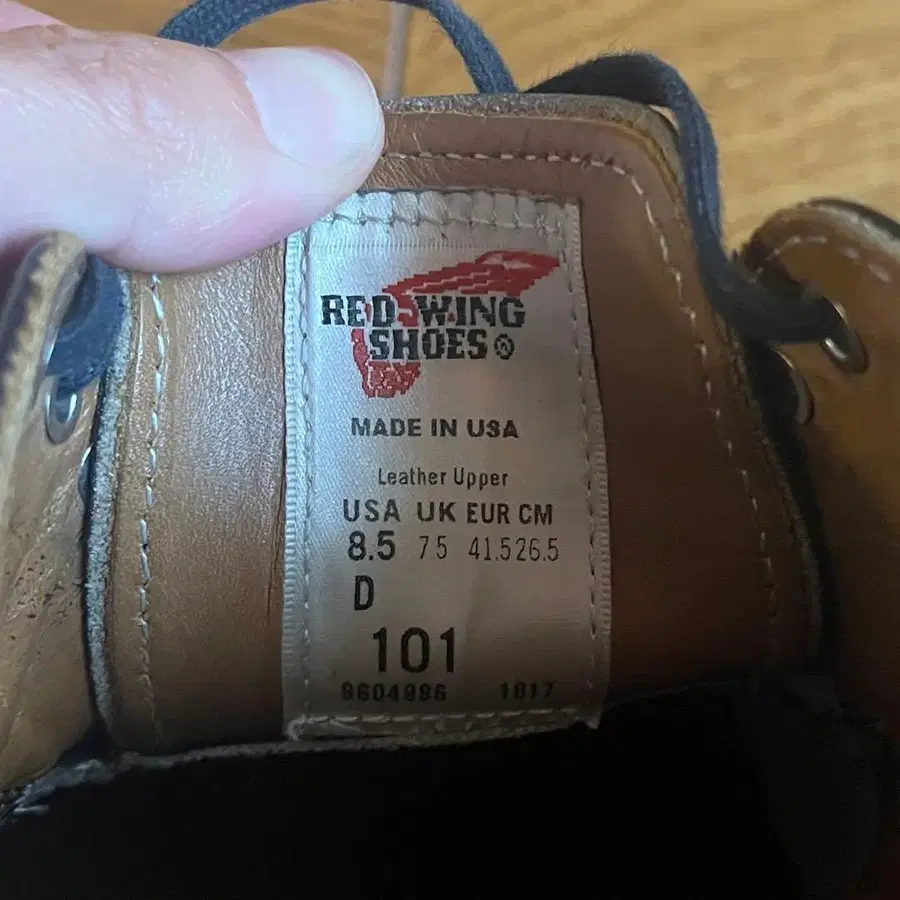 RED WING
SHOES®
MADE IN USA
Leather Upper
USA UK EUR CM
8.5 7.5 41.5 26.5
D
101
9604986 1017